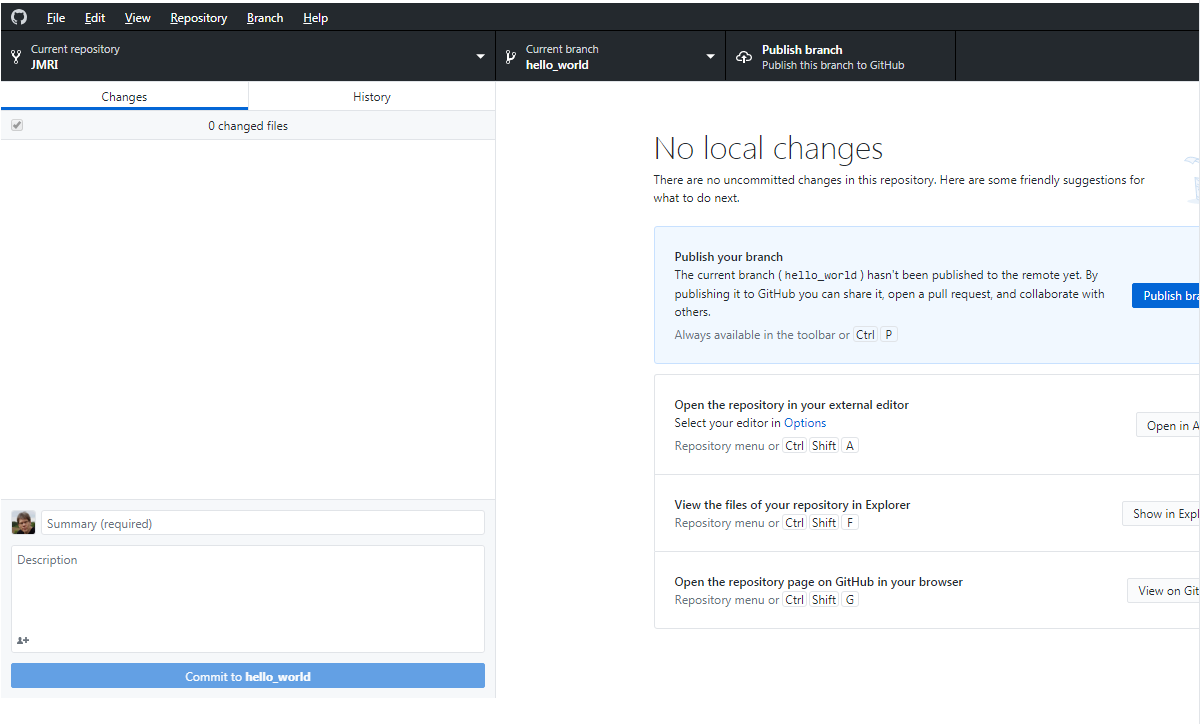 File Edit View Repository Branch Help
Current repository
JMRI
Current branch
hello_world
Publish branch
Publish this branch to GitHub
Changes History
0 changed files
No local changes
There are no uncommitted changes in this repository. Here are some friendly suggestions for
what to do next.
Publish your branch
The current branch ( hello_world ) hasn't been published to the remote yet. By
publishing it to GitHub you can share it, open a pull request, and collaborate with
others.
Always available in the toolbar or Ctrl P
Publish bra
Open the repository in your external editor
Select your editor in Options
Repository menu or Ctrl Shift A
Open in A
View the files of your repository in Explorer
Repository menu or Ctrl Shift F
Show in Expl
Open the repository page on GitHub in your browser
Repository menu or Ctrl Shift G
View on Git
Summary (required)
Description
Commit to hello_world